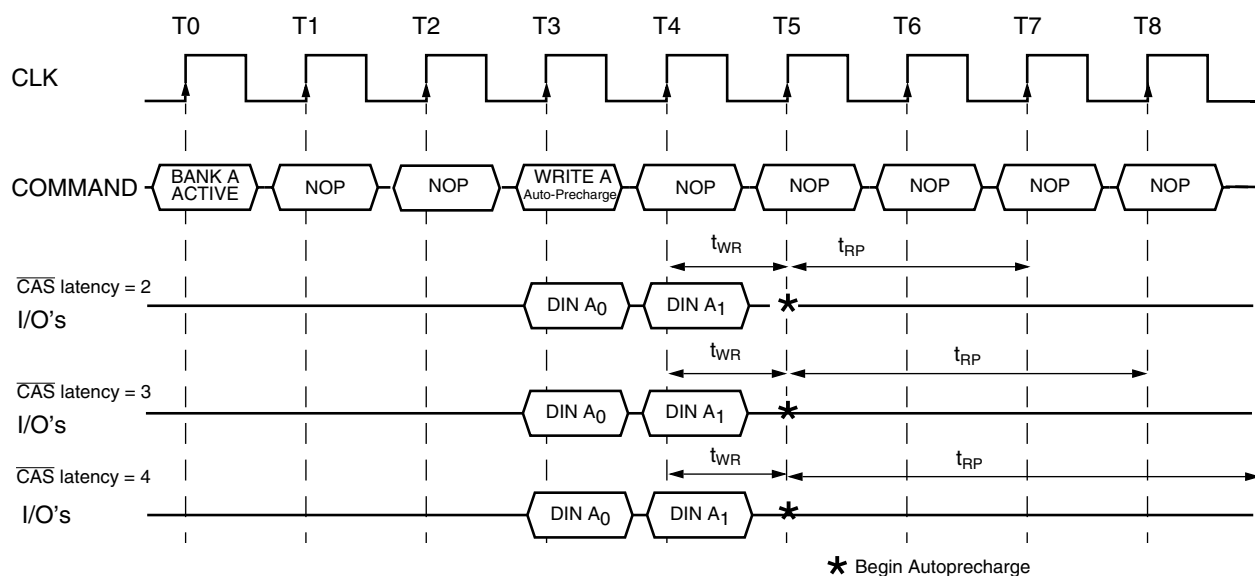 T0 T1 T2 T3 T4 T5 T6 T7 T8
CLK
COMMAND
BANK A
ACTIVE
NOP
NOP
WRITE A
Auto-Precharge
NOP
NOP
NOP
NOP
NOP
tWR tRP
CAS latency = 2
I/O's
DIN A0 DIN A1 *
tWR tRP
CAS latency = 3
I/O's
DIN A0 DIN A1 *
tWR tRP
CAS latency = 4
I/O's
DIN A0 DIN A1 *
* Begin Autoprecharge